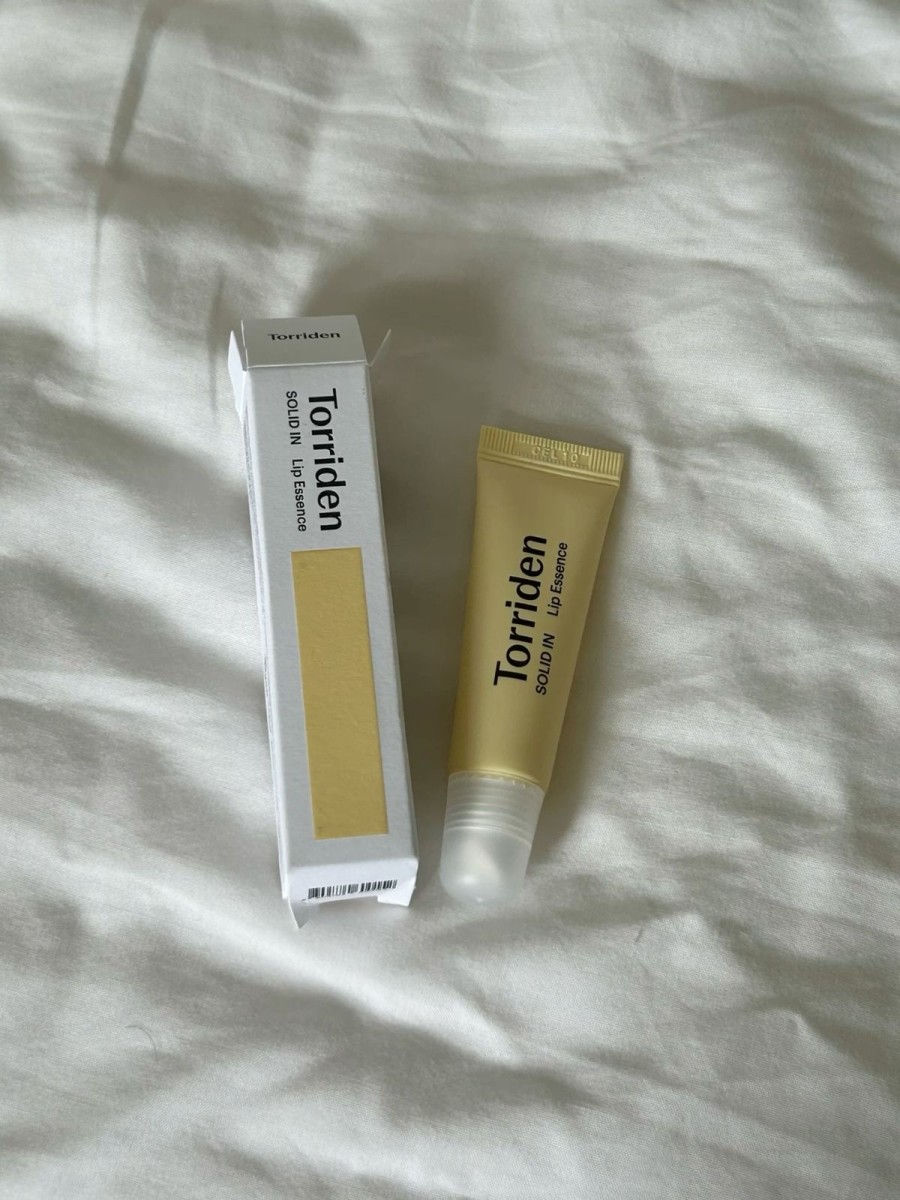 Torriden
Torriden
SOLID IN Lip Essence
Torriden
SOLID IN Lip Essence